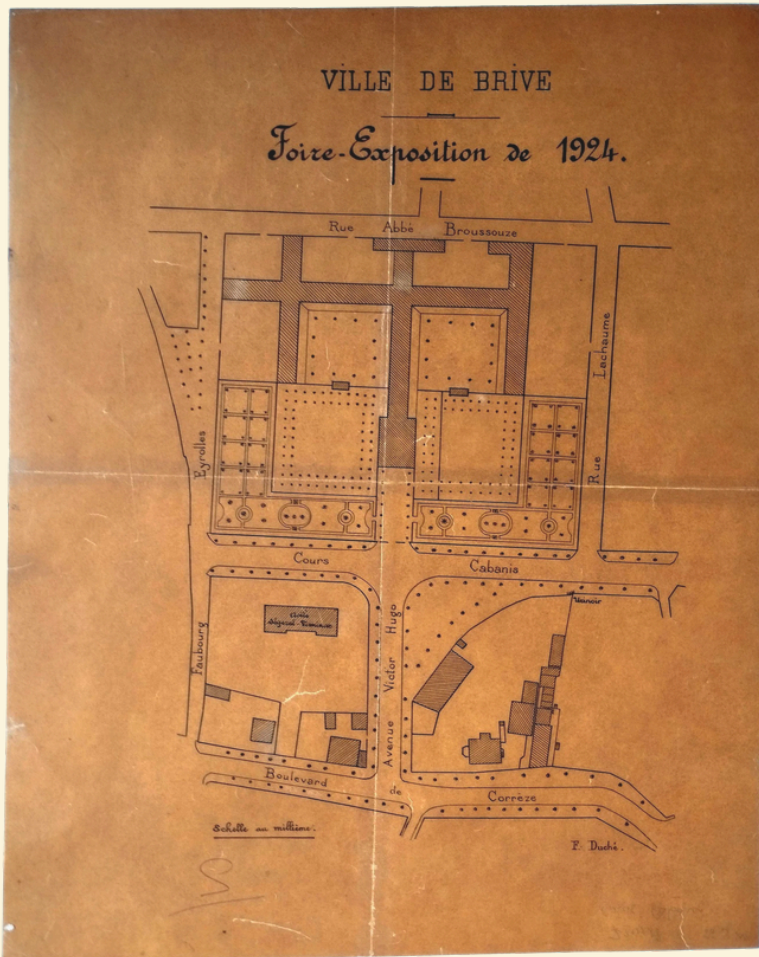 VILLE DE BRIVE
Foire-Exposition de 1924.
Rue Abbé Broussouze
Rue Lachaume
Faubourg Eyrolles
Cours Cabanis
Urinoir
Avenue Victor Hugo
Boulevard de Corrèze
Echelle au millième.
F. Duché.